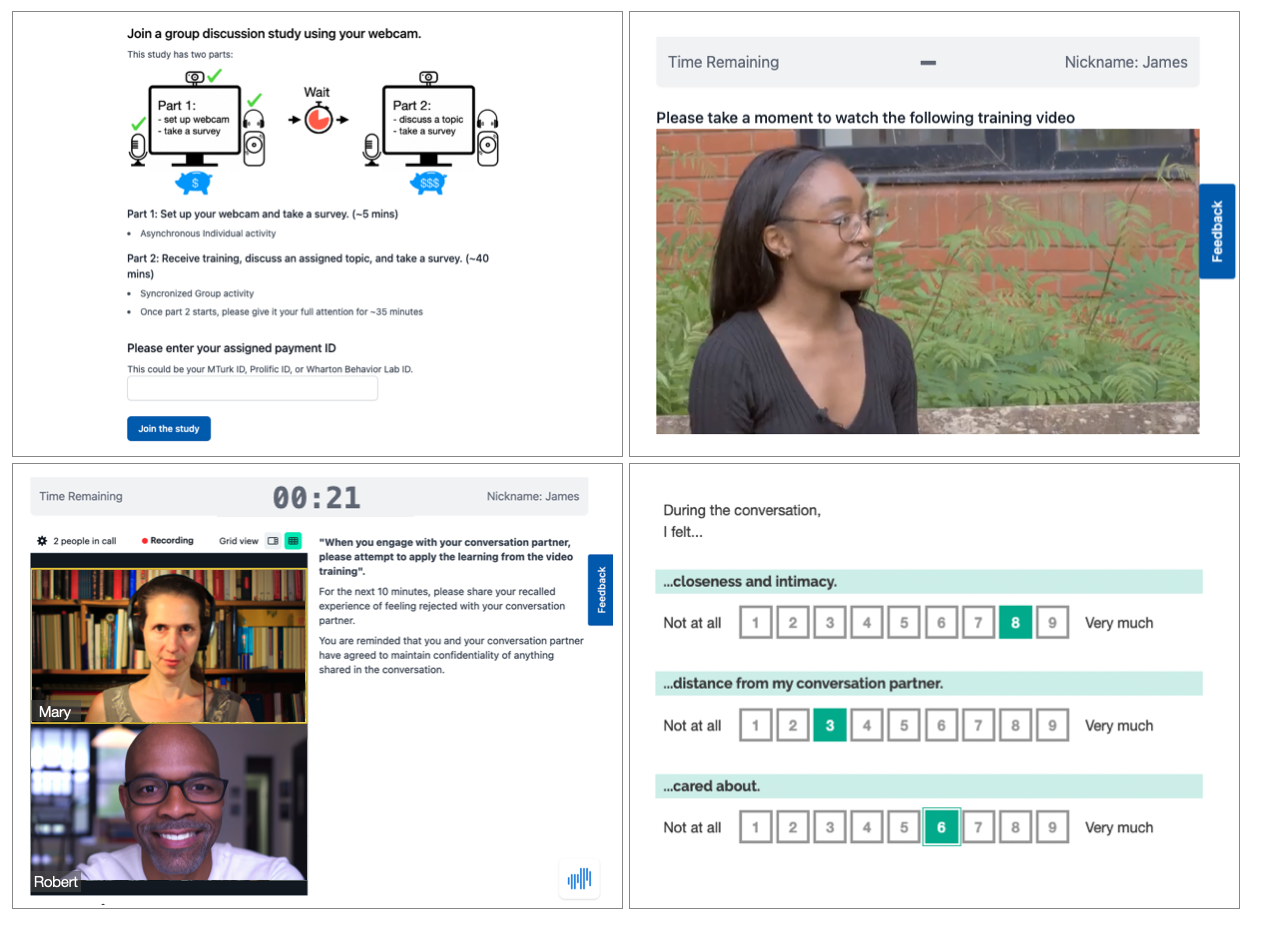 Join a group discussion study using your webcam.
This study has two parts:
Part 1:
- set up webcam
- take a survey
Wait
Part 2:
- discuss a topic
- take a survey
$
$$$
Part 1: Set up your webcam and take a survey. (~5 mins)
• Asynchronous Individual activity
Part 2: Receive training, discuss an assigned topic, and take a survey. (~40
mins)
• Syncronized Group activity
• Once part 2 starts, please give it your full attention for ~35 minutes
Please enter your assigned payment ID
This could be your MTurk ID, Prolific ID, or Wharton Behavior Lab ID.
Join the study
Time Remaining Nickname: James
Please take a moment to watch the following training video
Feedback
Time Remaining 00:21 Nickname: James
2 people in call Recording Grid view
Mary
Robert
"When you engage with your conversation partner,
please attempt to apply the learning from the video
training".
For the next 10 minutes, please share your recalled
experience of feeling rejected with your conversation
partner.
You are reminded that you and your conversation partner
have agreed to maintain confidentiality of anything
shared in the conversation.
Feedback
During the conversation,
I felt...
...closeness and intimacy.
Not at all 1 2 3 4 5 6 7 8 9 Very much
...distance from my conversation partner.
Not at all 1 2 3 4 5 6 7 8 9 Very much
...cared about.
Not at all 1 2 3 4 5 6 7 8 9 Very much